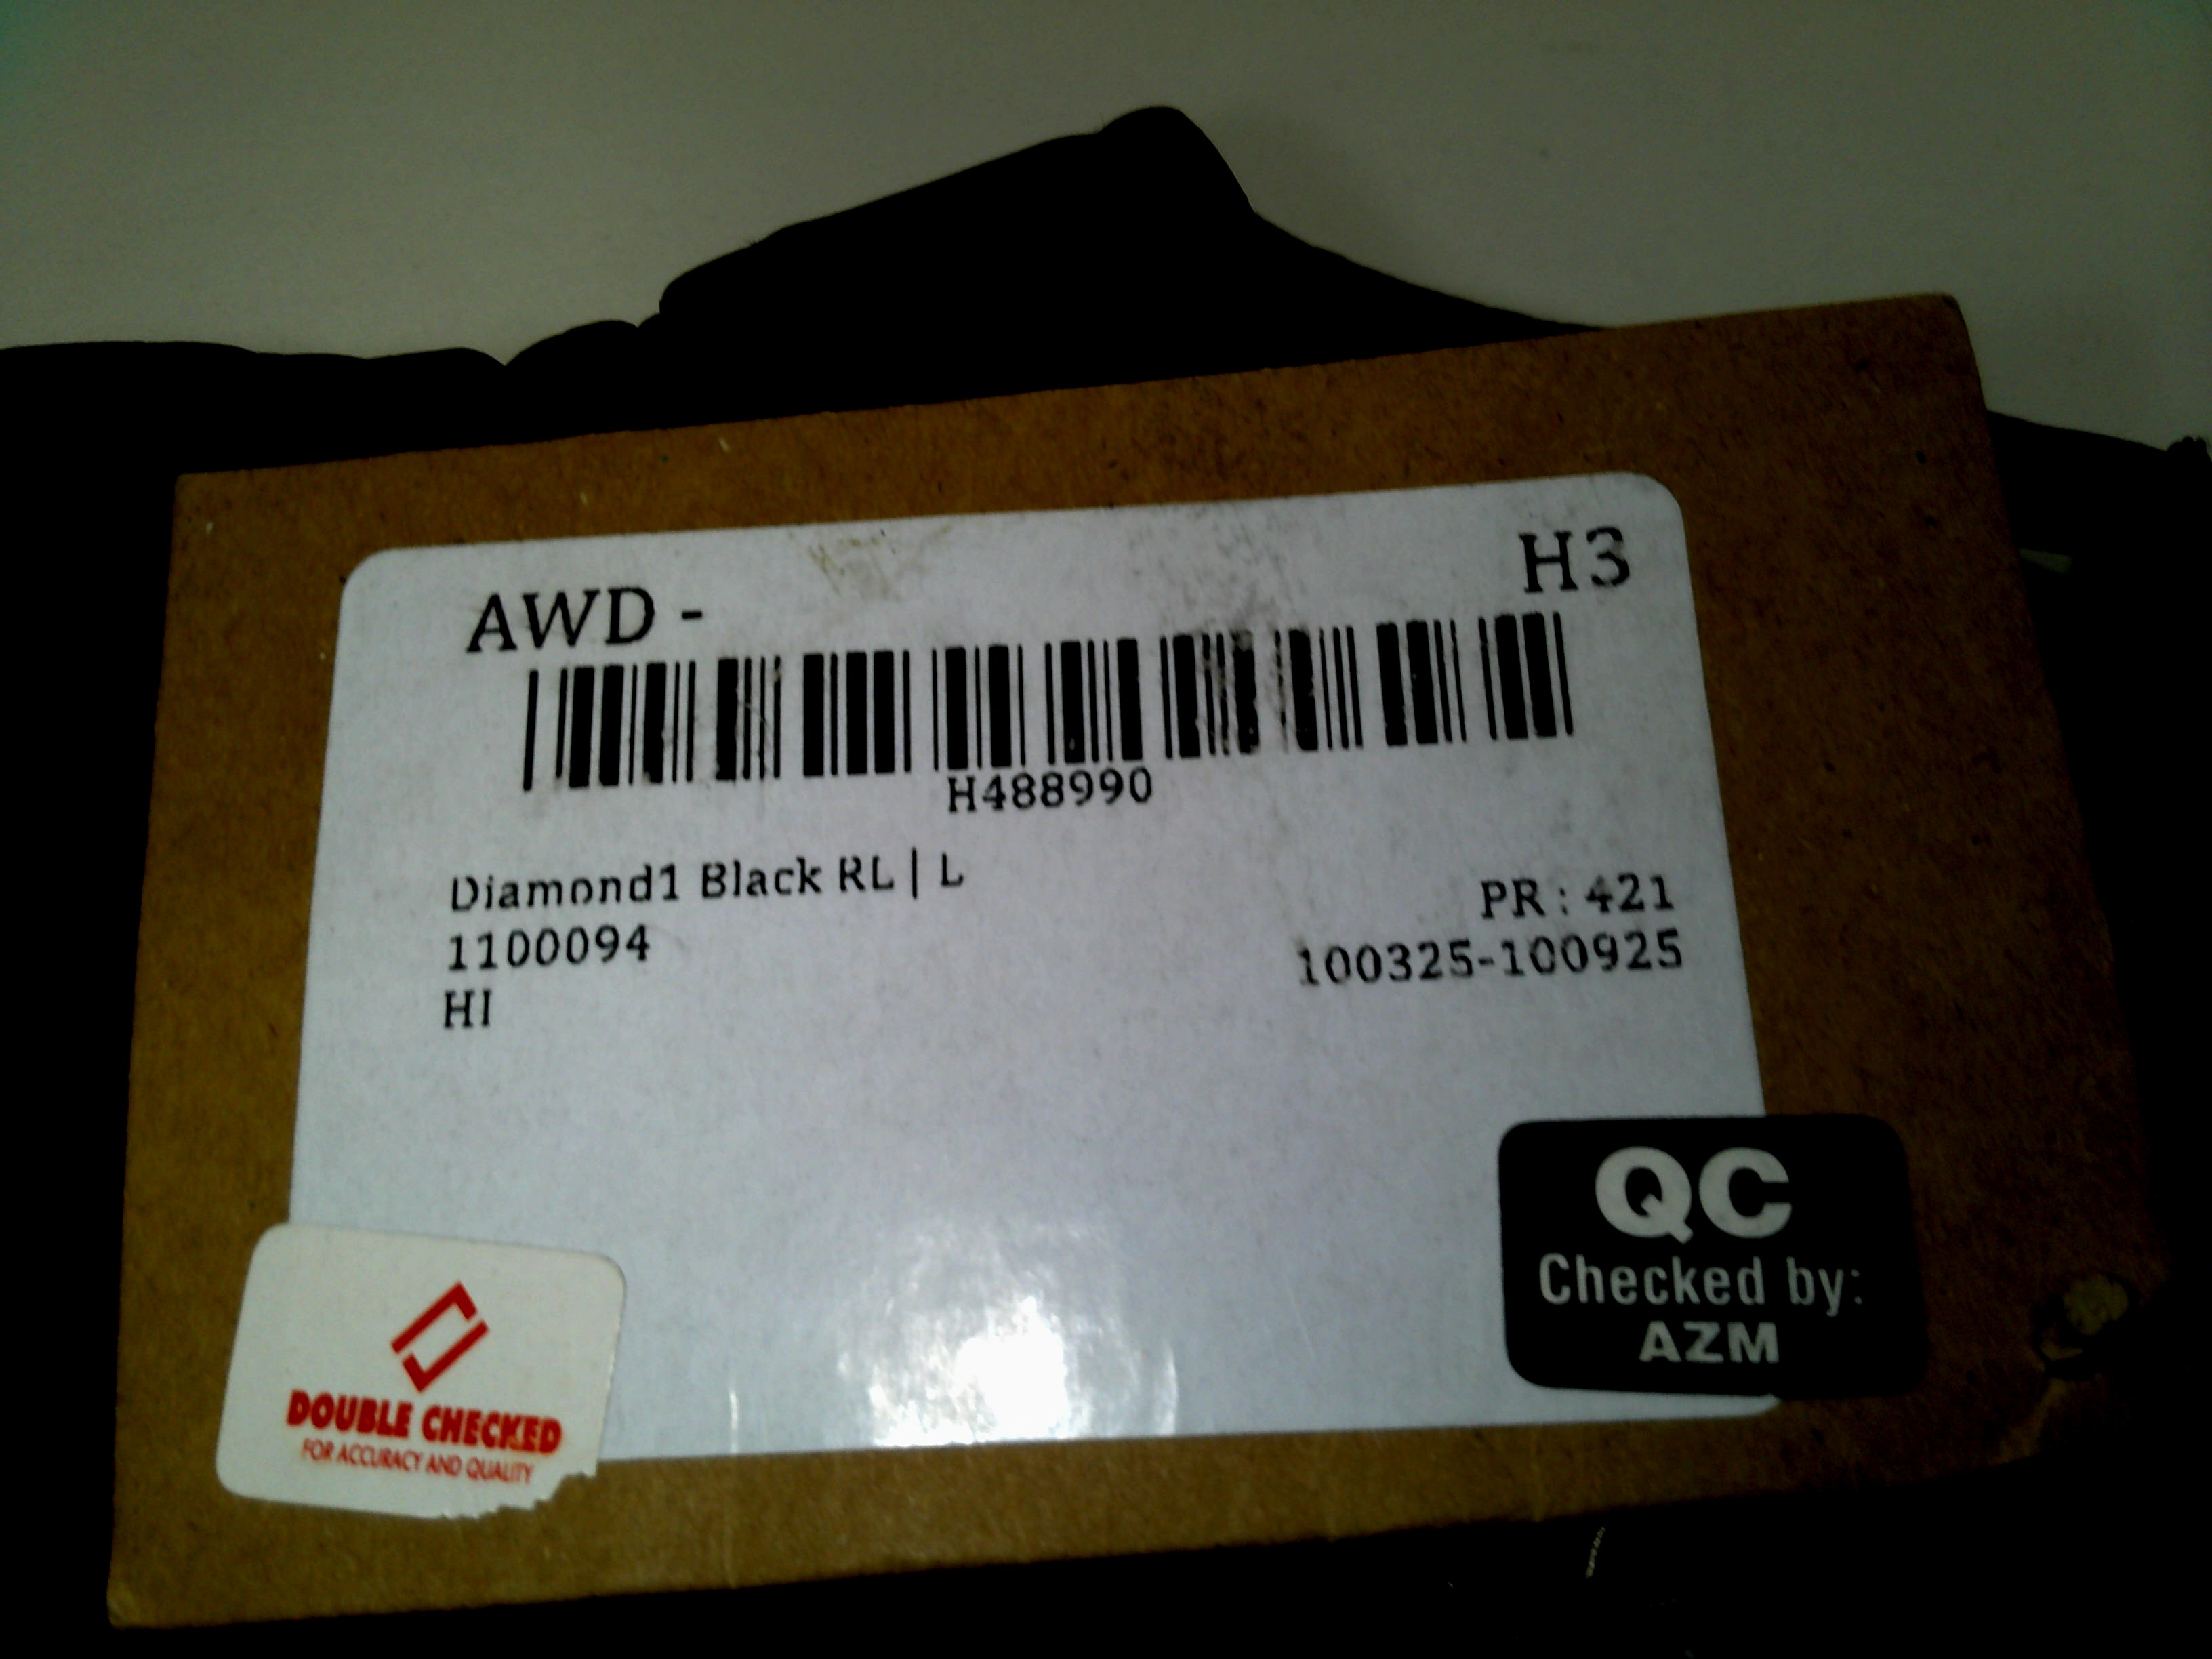 AWD - H3
H488990
Diamond1 Black RL | L
PR : 421
1100094
100325-100925
HI
QC
Checked by:
AZM
DOUBLE CHECKED
FOR ACCURACY AND QUALITY